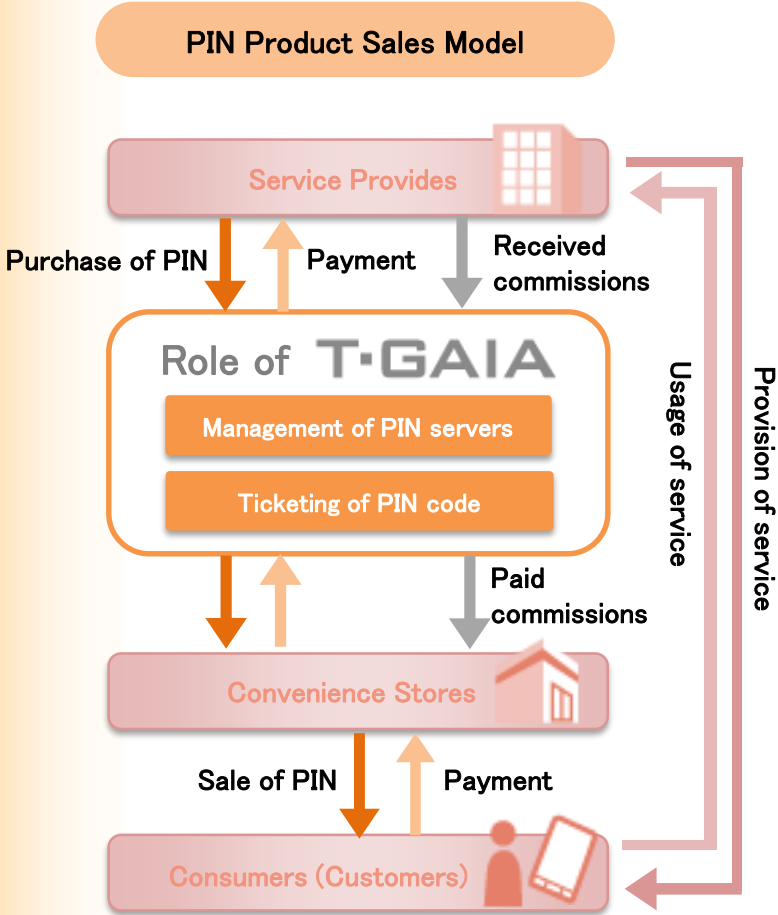 PIN Product Sales Model
Service Provides
Purchase of PIN
Payment
Received
commissions
Role of T·GAIA
Management of PIN servers
Ticketing of PIN code
Usage of service
Provision of service
Paid
commissions
Convenience Stores
Sale of PIN
Payment
Consumers (Customers)